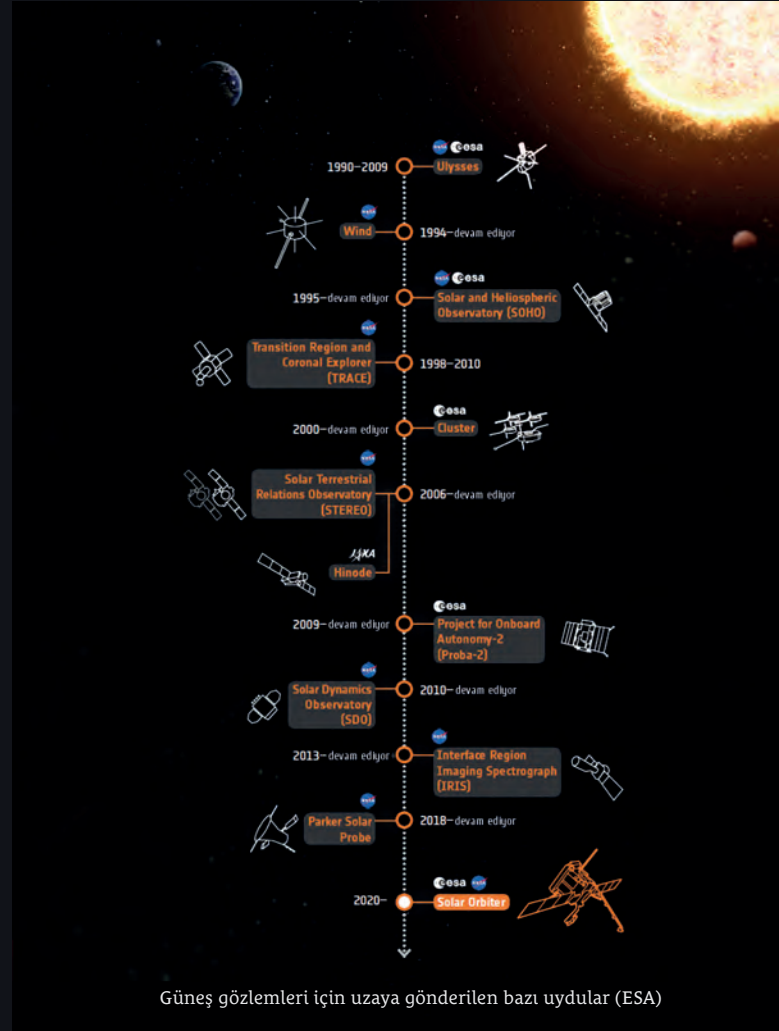 esa
1990–2009
Ulysses
Wind
1994–devam ediyor
esa
1995–devam ediyor
Solar and Heliospheric
Observatory (SOHO)
Transition Region and
Coronal Explorer
(TRACE)
1998–2010
esa
2000–devam ediyor
Cluster
Solar Terrestrial
Relations Observatory
(STEREO)
2006–devam ediyor
JAXA
Hinode
esa
2009–devam ediyor
Project for Onboard
Autonomy-2
(Proba-2)
Solar Dynamics
Observatory
(SDO)
2010–devam ediyor
2013–devam ediyor
Interface Region
Imaging Spectrograph
(IRIS)
Parker Solar
Probe
2018–devam ediyor
esa
2020–
Solar Orbiter
Güneş gözlemleri için uzaya gönderilen bazı uydular (ESA)